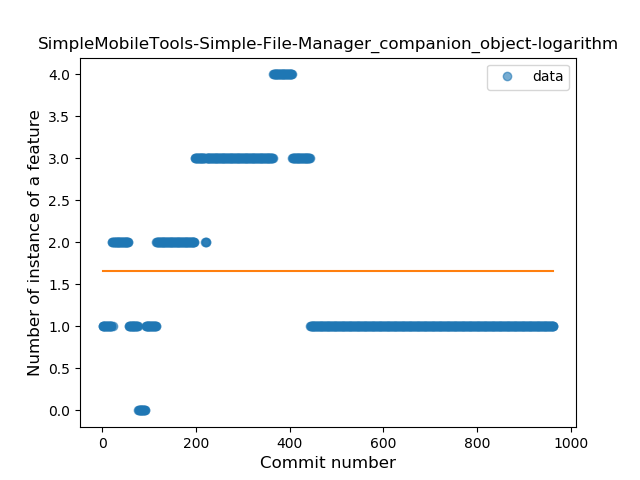 SimpleMobileTools-Simple-File-Manager_companion_object-logarithm
data
Number of instance of a feature
4.0
3.5
3.0
2.5
2.0
1.5
1.0
0.5
0.0
0 200 400 600 800 1000
Commit number